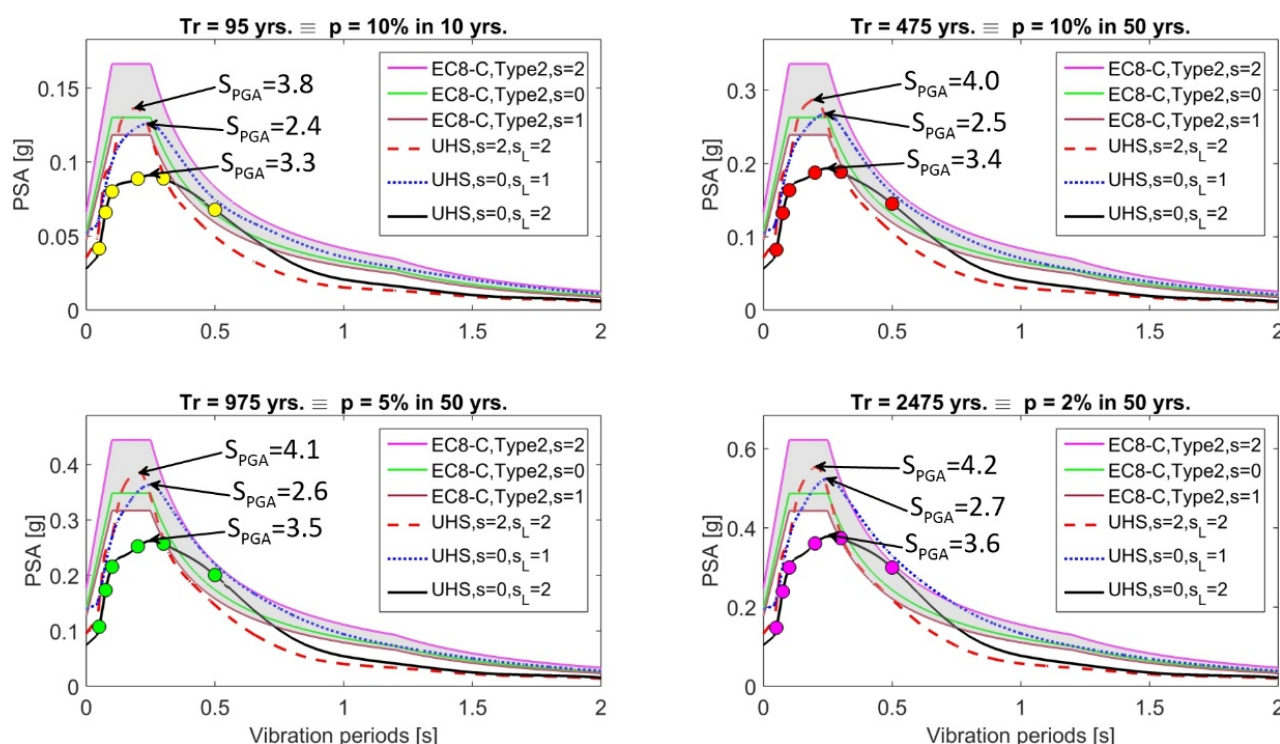 Tr = 95 yrs. ≡ p = 10% in 10 yrs.
PSA [g]
0.15
0.1
0.05
0
0
0.5
1
1.5
2
S_PGA=3.8
S_PGA=2.4
S_PGA=3.3
EC8-C,Type2,s=2
EC8-C,Type2,s=0
EC8-C,Type2,s=1
UHS,s=2,s_L=2
UHS,s=0,s_L=1
UHS,s=0,s_L=2
Tr = 475 yrs. ≡ p = 10% in 50 yrs.
PSA [g]
0.3
0.2
0.1
0
0
0.5
1
1.5
2
S_PGA=4.0
S_PGA=2.5
S_PGA=3.4
EC8-C,Type2,s=2
EC8-C,Type2,s=0
EC8-C,Type2,s=1
UHS,s=2,s_L=2
UHS,s=0,s_L=1
UHS,s=0,s_L=2
Tr = 975 yrs. ≡ p = 5% in 50 yrs.
PSA [g]
0.4
0.3
0.2
0.1
0
0
0.5
1
1.5
2
Vibration periods [s]
S_PGA=4.1
S_PGA=2.6
S_PGA=3.5
EC8-C,Type2,s=2
EC8-C,Type2,s=0
EC8-C,Type2,s=1
UHS,s=2,s_L=2
UHS,s=0,s_L=1
UHS,s=0,s_L=2
Tr = 2475 yrs. ≡ p = 2% in 50 yrs.
PSA [g]
0.6
0.4
0.2
0
0
0.5
1
1.5
2
Vibration periods [s]
S_PGA=4.2
S_PGA=2.7
S_PGA=3.6
EC8-C,Type2,s=2
EC8-C,Type2,s=0
EC8-C,Type2,s=1
UHS,s=2,s_L=2
UHS,s=0,s_L=1
UHS,s=0,s_L=2